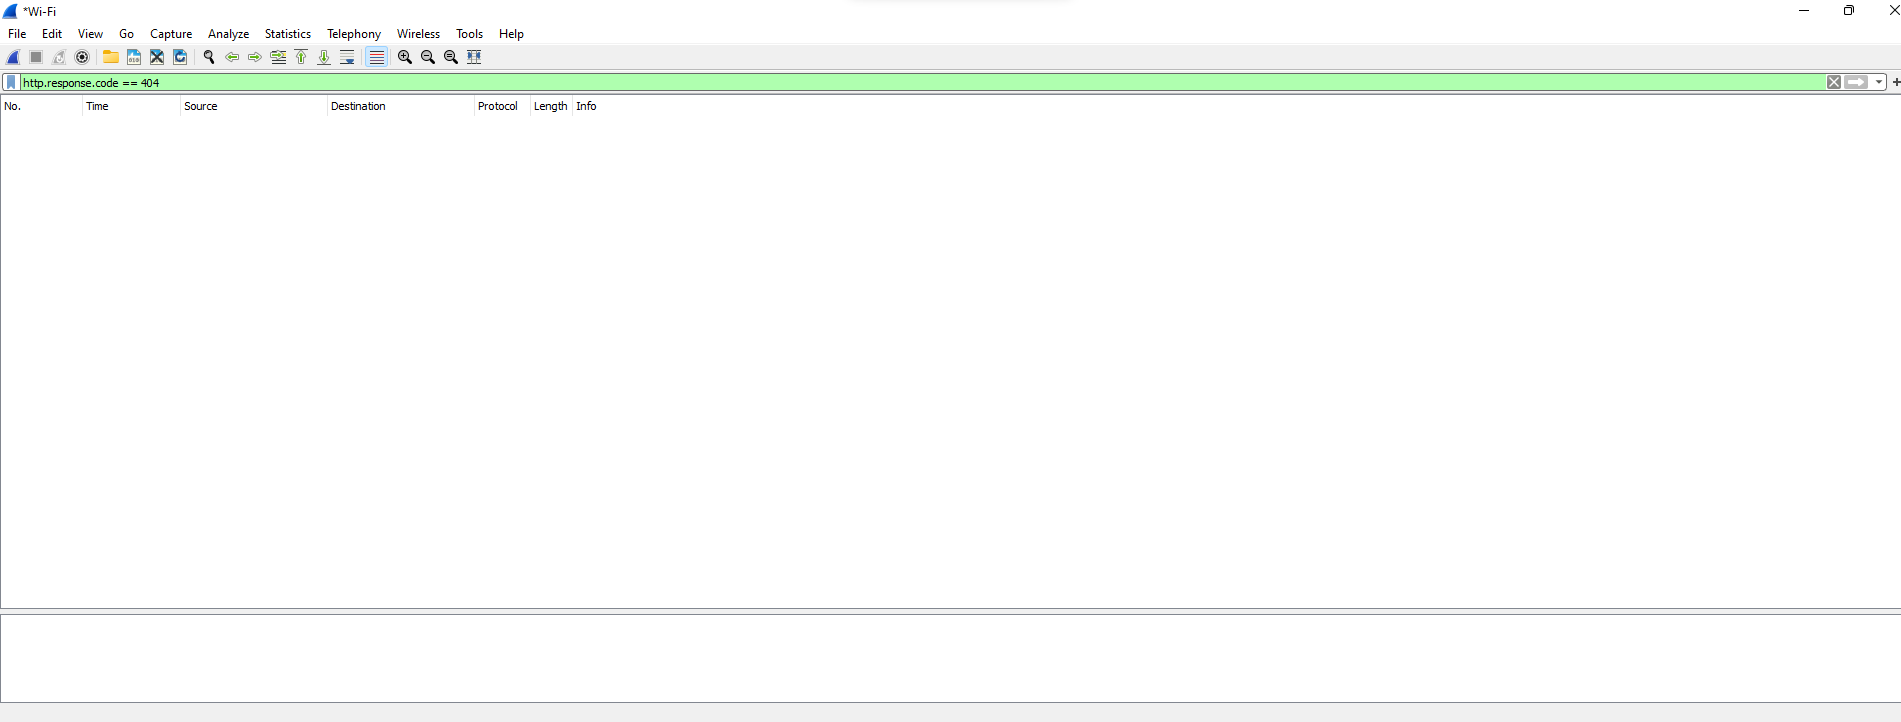 *Wi-Fi
File Edit View Go Capture Analyze Statistics Telephony Wireless Tools Help
http.response.code == 404
No. Time Source Destination Protocol Length Info